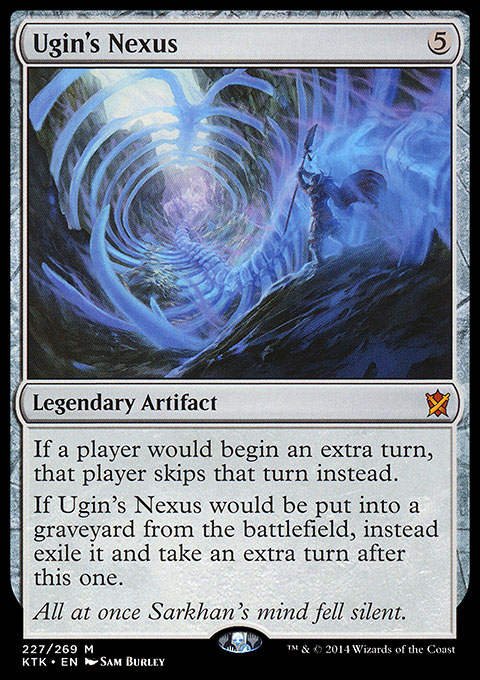 Ugin's Nexus 5
Legendary Artifact
If a player would begin an extra turn,
that player skips that turn instead.
If Ugin's Nexus would be put into a
graveyard from the battlefield, instead
exile it and take an extra turn after
this one.
All at once Sarkhan's mind fell silent.
227/269 M
KTK • EN Sam Burley
™ & © 2014 Wizards of the Coast